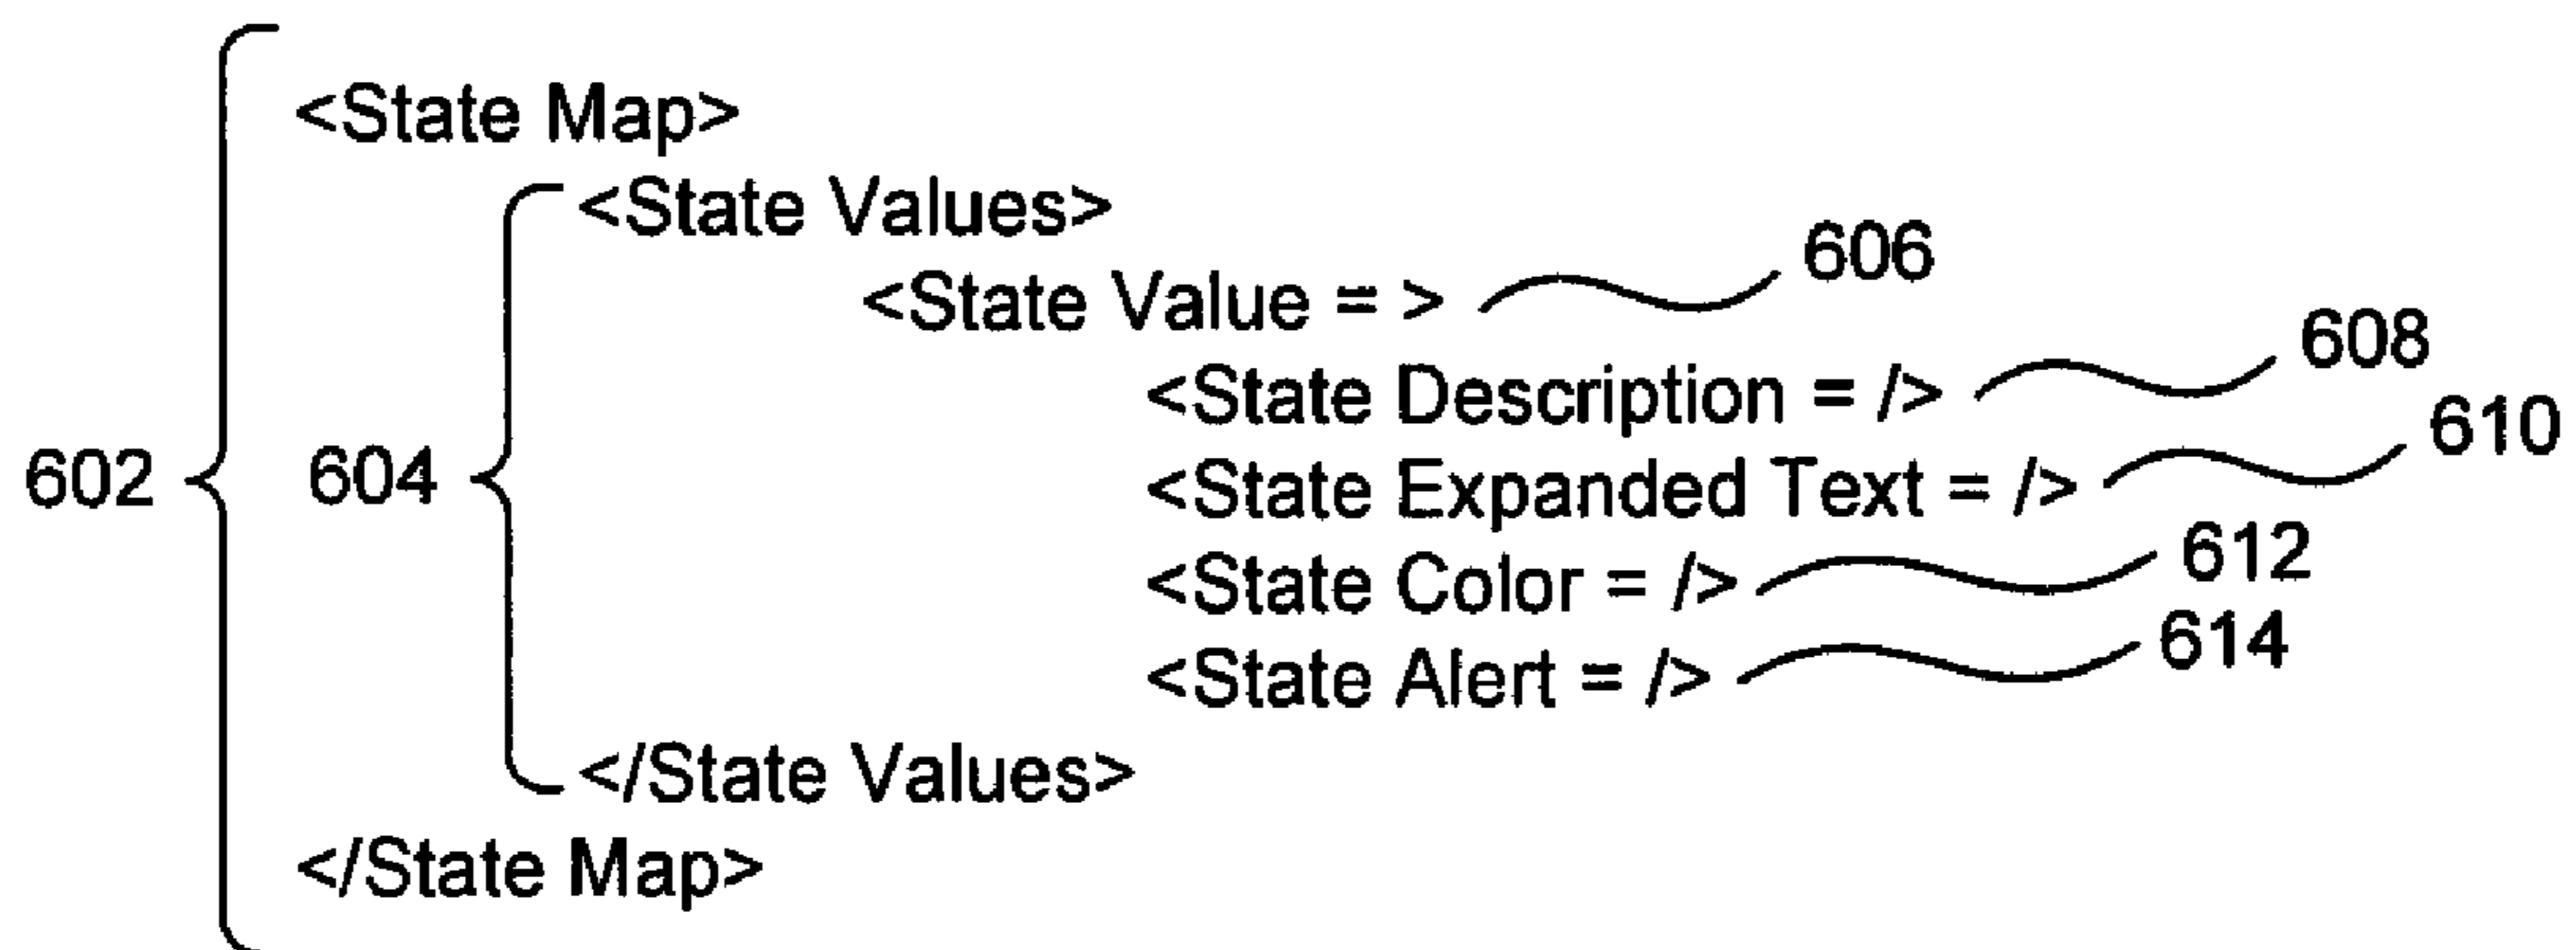 <State Map>
<State Values>
<State Value = > 606
<State Description = /> 608
602 604 <State Expanded Text = /> 610
<State Color = /> 612
<State Alert = /> 614
</State Values>
</State Map>